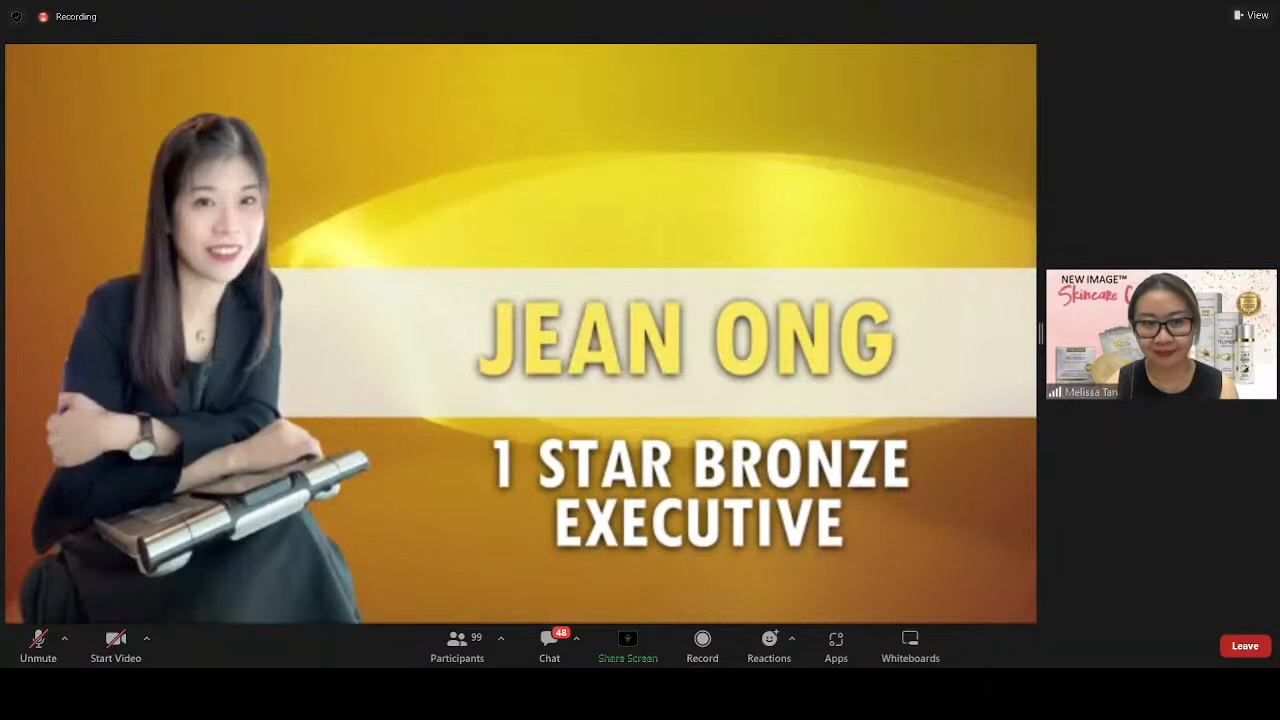 Recording
View
JEAN ONG
1 STAR BRONZE
EXECUTIVE
NEW IMAGE™
Skincare C
Melissa Tan
Unmute
Start Video
99
Participants
48
Chat
Share Screen
Record
Reactions
Apps
Whiteboards
Leave